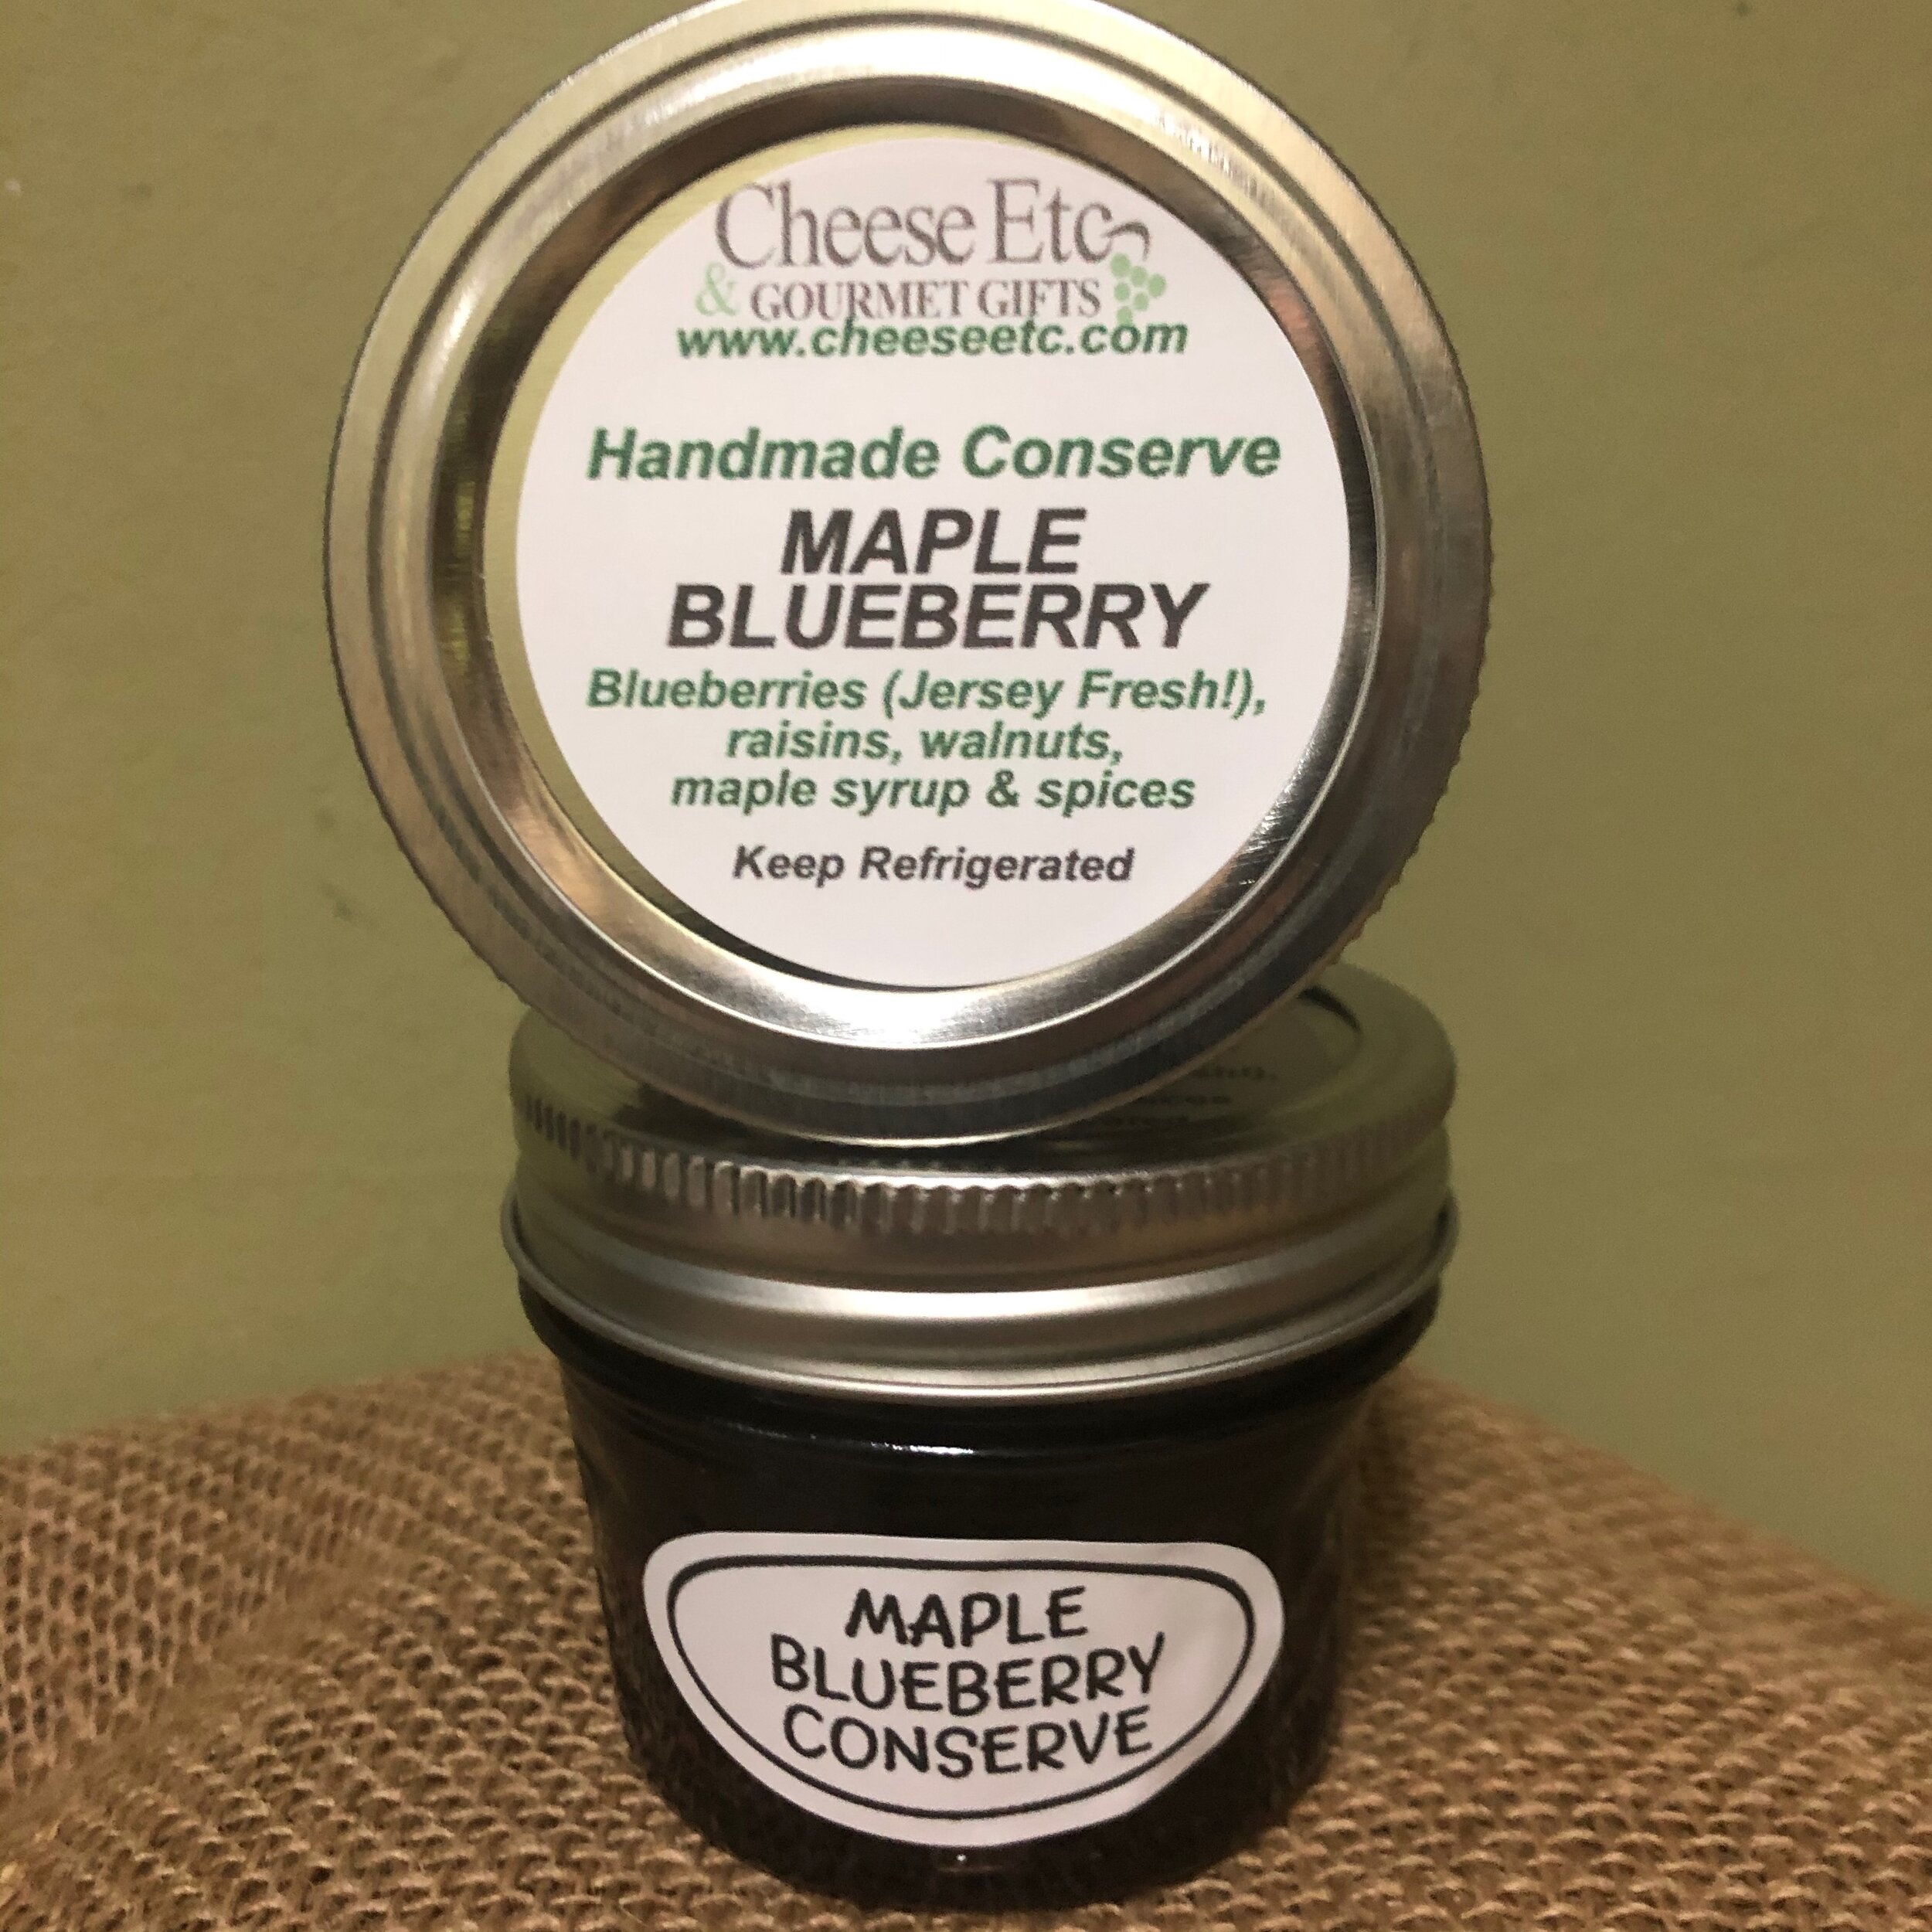 Cheese Etc
& GOURMET GIFTS
www.cheeseetc.com
Handmade Conserve
MAPLE
BLUEBERRY
Blueberries (Jersey Fresh!),
raisins, walnuts,
maple syrup & spices
Keep Refrigerated
MAPLE
BLUEBERRY
CONSERVE